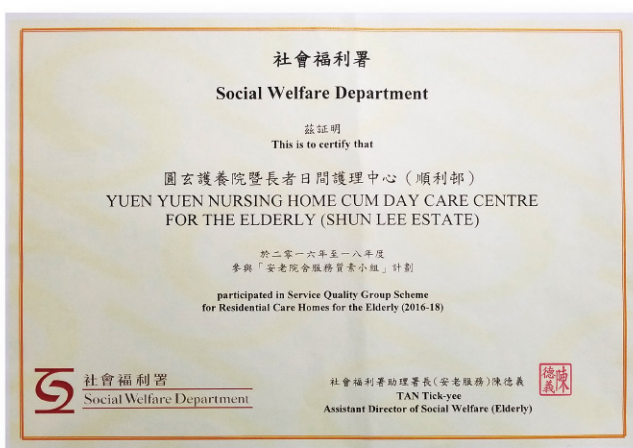 社會福利署
Social Welfare Department
茲証明
This is to certify that
圓玄護養院暨長者日間護理中心（順利邨）
YUEN YUEN NURSING HOME CUM DAY CARE CENTRE
FOR THE ELDERLY (SHUN LEE ESTATE)
於二零一六年至一八年度
參與「安老院舍服務質素小組」計劃
participated in Service Quality Group Scheme
for Residential Care Homes for the Elderly (2016-18)
社會福利署
Social Welfare Department
社會福利署助理署長(安老服務)陳德義
TAN Tick-yee
Assistant Director of Social Welfare (Elderly)
陳德義